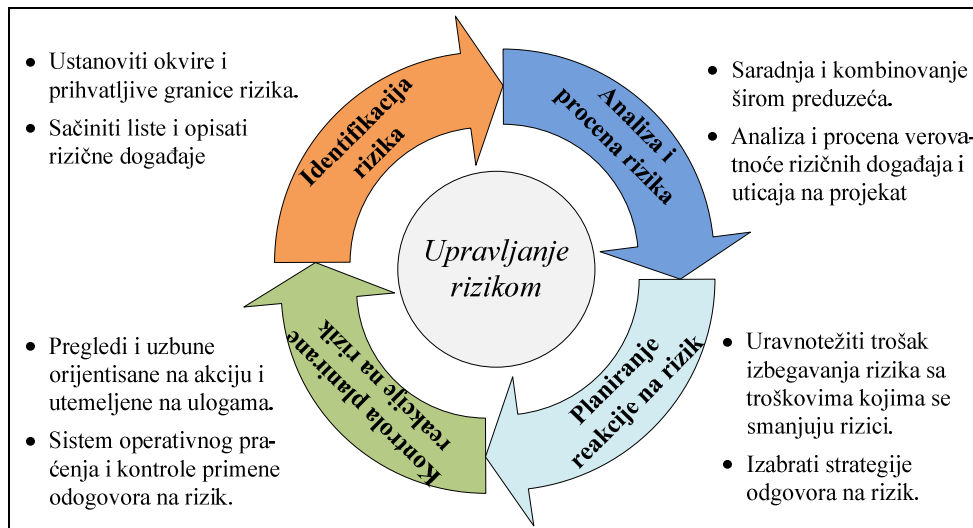 • Ustanoviti okvire i
prihvatljive granice rizika.
• Sačiniti liste i opisati
rizične događaje
Identifikacija
rizika
Analiza i
procena rizika
• Saradnja i kombinovanje
širom preduzeća.
• Analiza i procena verova-
tnoće rizičnih događaja i
uticaja na projekat
Upravljanje
rizikom
• Pregledi i uzbune
orijentisane na akciju i
utemeljene na ulogama.
• Sistem operativnog pra-
ćenja i kontrole primene
odogovora na rizik.
Kontrola planirane
reakcije na rizik
Planiranje
reakcije na rizik
• Uravnotežiti trošak
izbegavanja rizika sa
troškovima kojima se
smanjuju rizici.
• Izabrati strategije
odgovora na rizik.